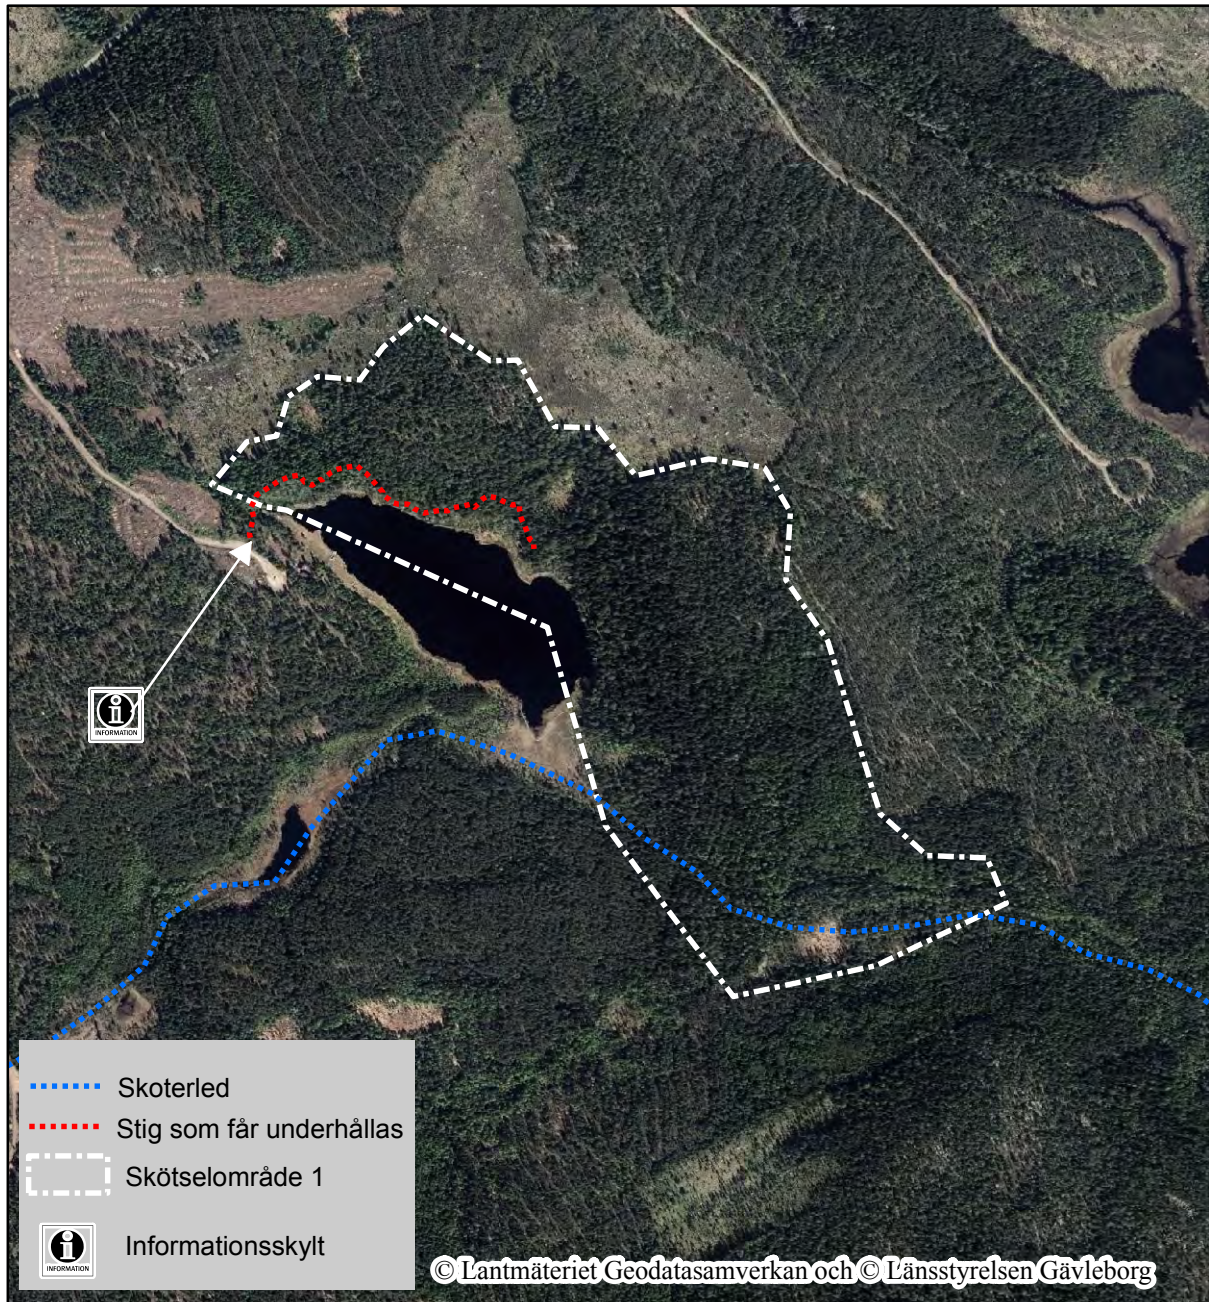 INFORMATION
Skoterled
Stig som får underhållas
Skötselområde 1
INFORMATION
Informationsskylt
© Lantmäteriet Geodatasamverkan och © Länsstyrelsen Gävleborg